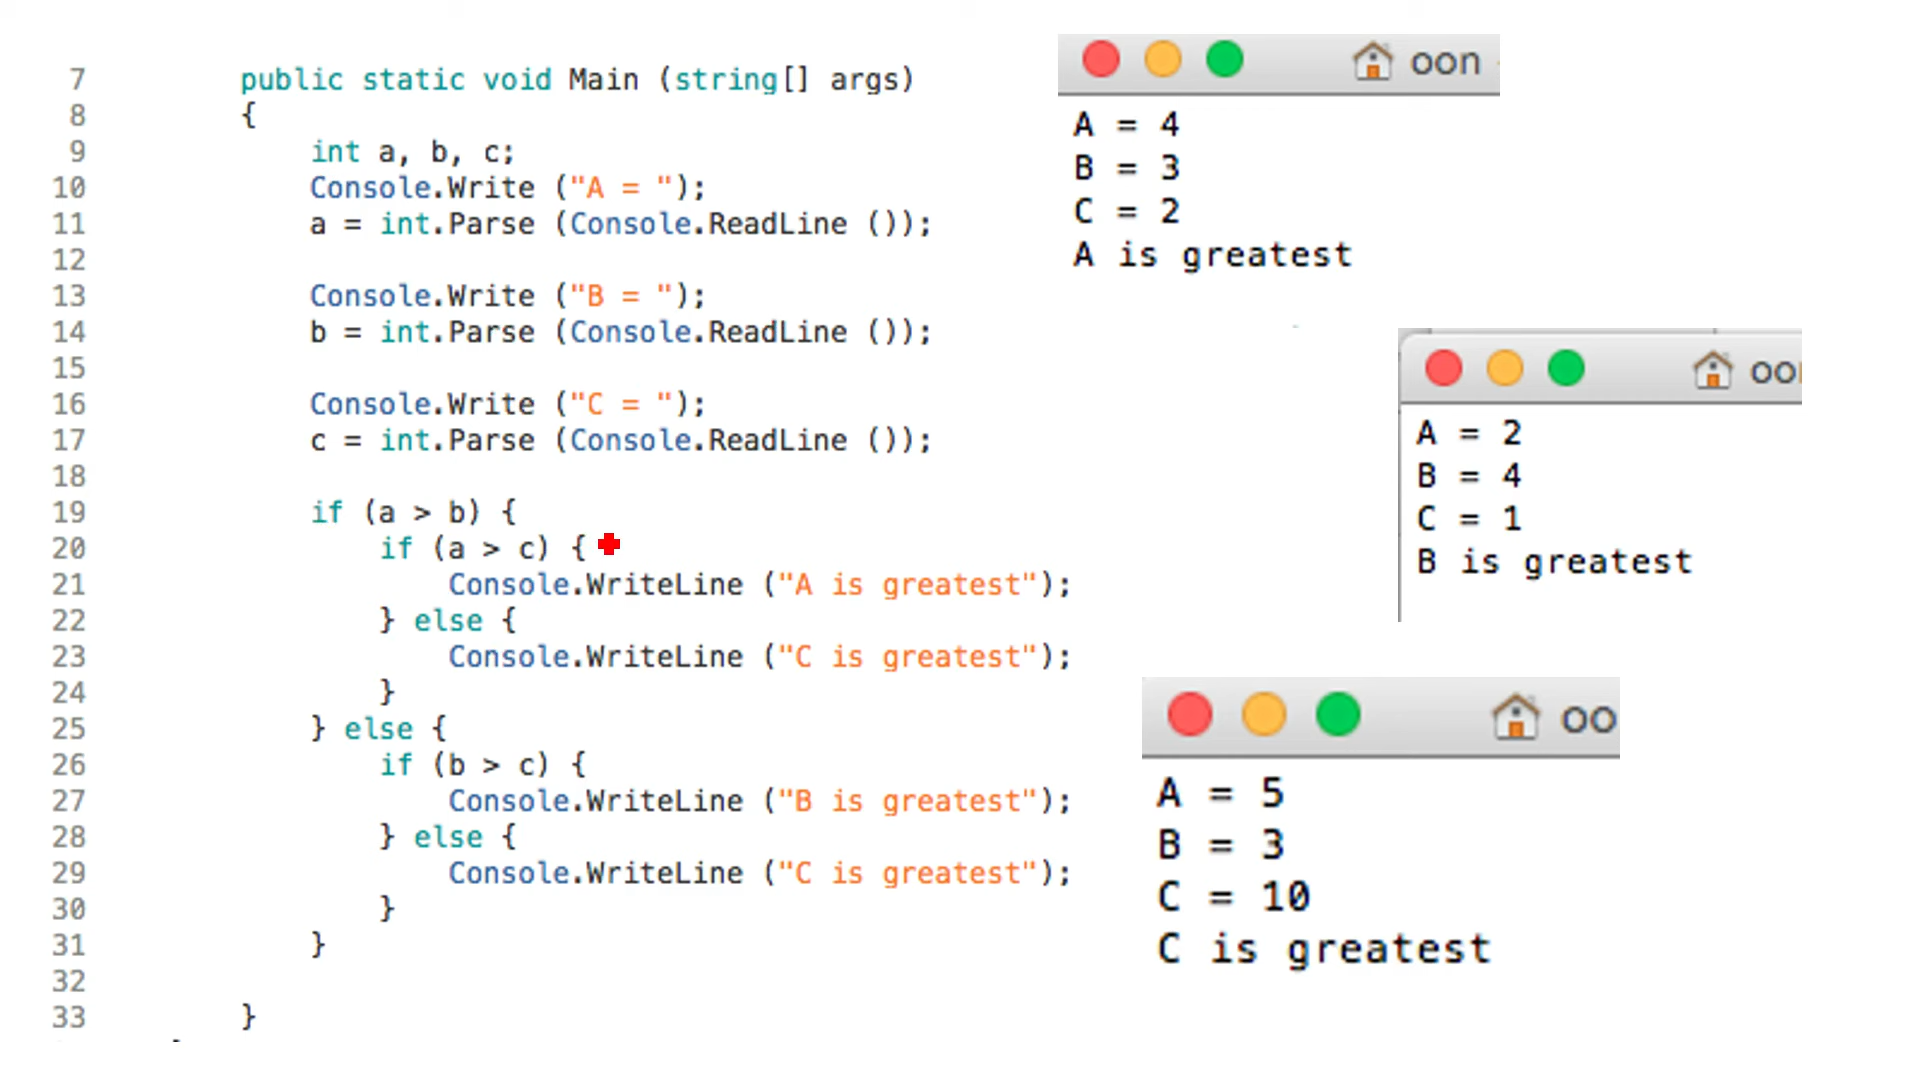 7 public static void Main (string[] args)
8 {
9 int a, b, c;
10 Console.Write ("A = ");
11 a = int.Parse (Console.ReadLine ());
12
13 Console.Write ("B = ");
14 b = int.Parse (Console.ReadLine ());
15
16 Console.Write ("C = ");
17 c = int.Parse (Console.ReadLine ());
18
19 if (a > b) {
20 if (a > c) {
21 Console.WriteLine ("A is greatest");
22 } else {
23 Console.WriteLine ("C is greatest");
24 }
25 } else {
26 if (b > c) {
27 Console.WriteLine ("B is greatest");
28 } else {
29 Console.WriteLine ("C is greatest");
30 }
31 }
32
33 }
oon
A = 4
B = 3
C = 2
A is greatest
oo
A = 2
B = 4
C = 1
B is greatest
oo
A = 5
B = 3
C = 10
C is greatest